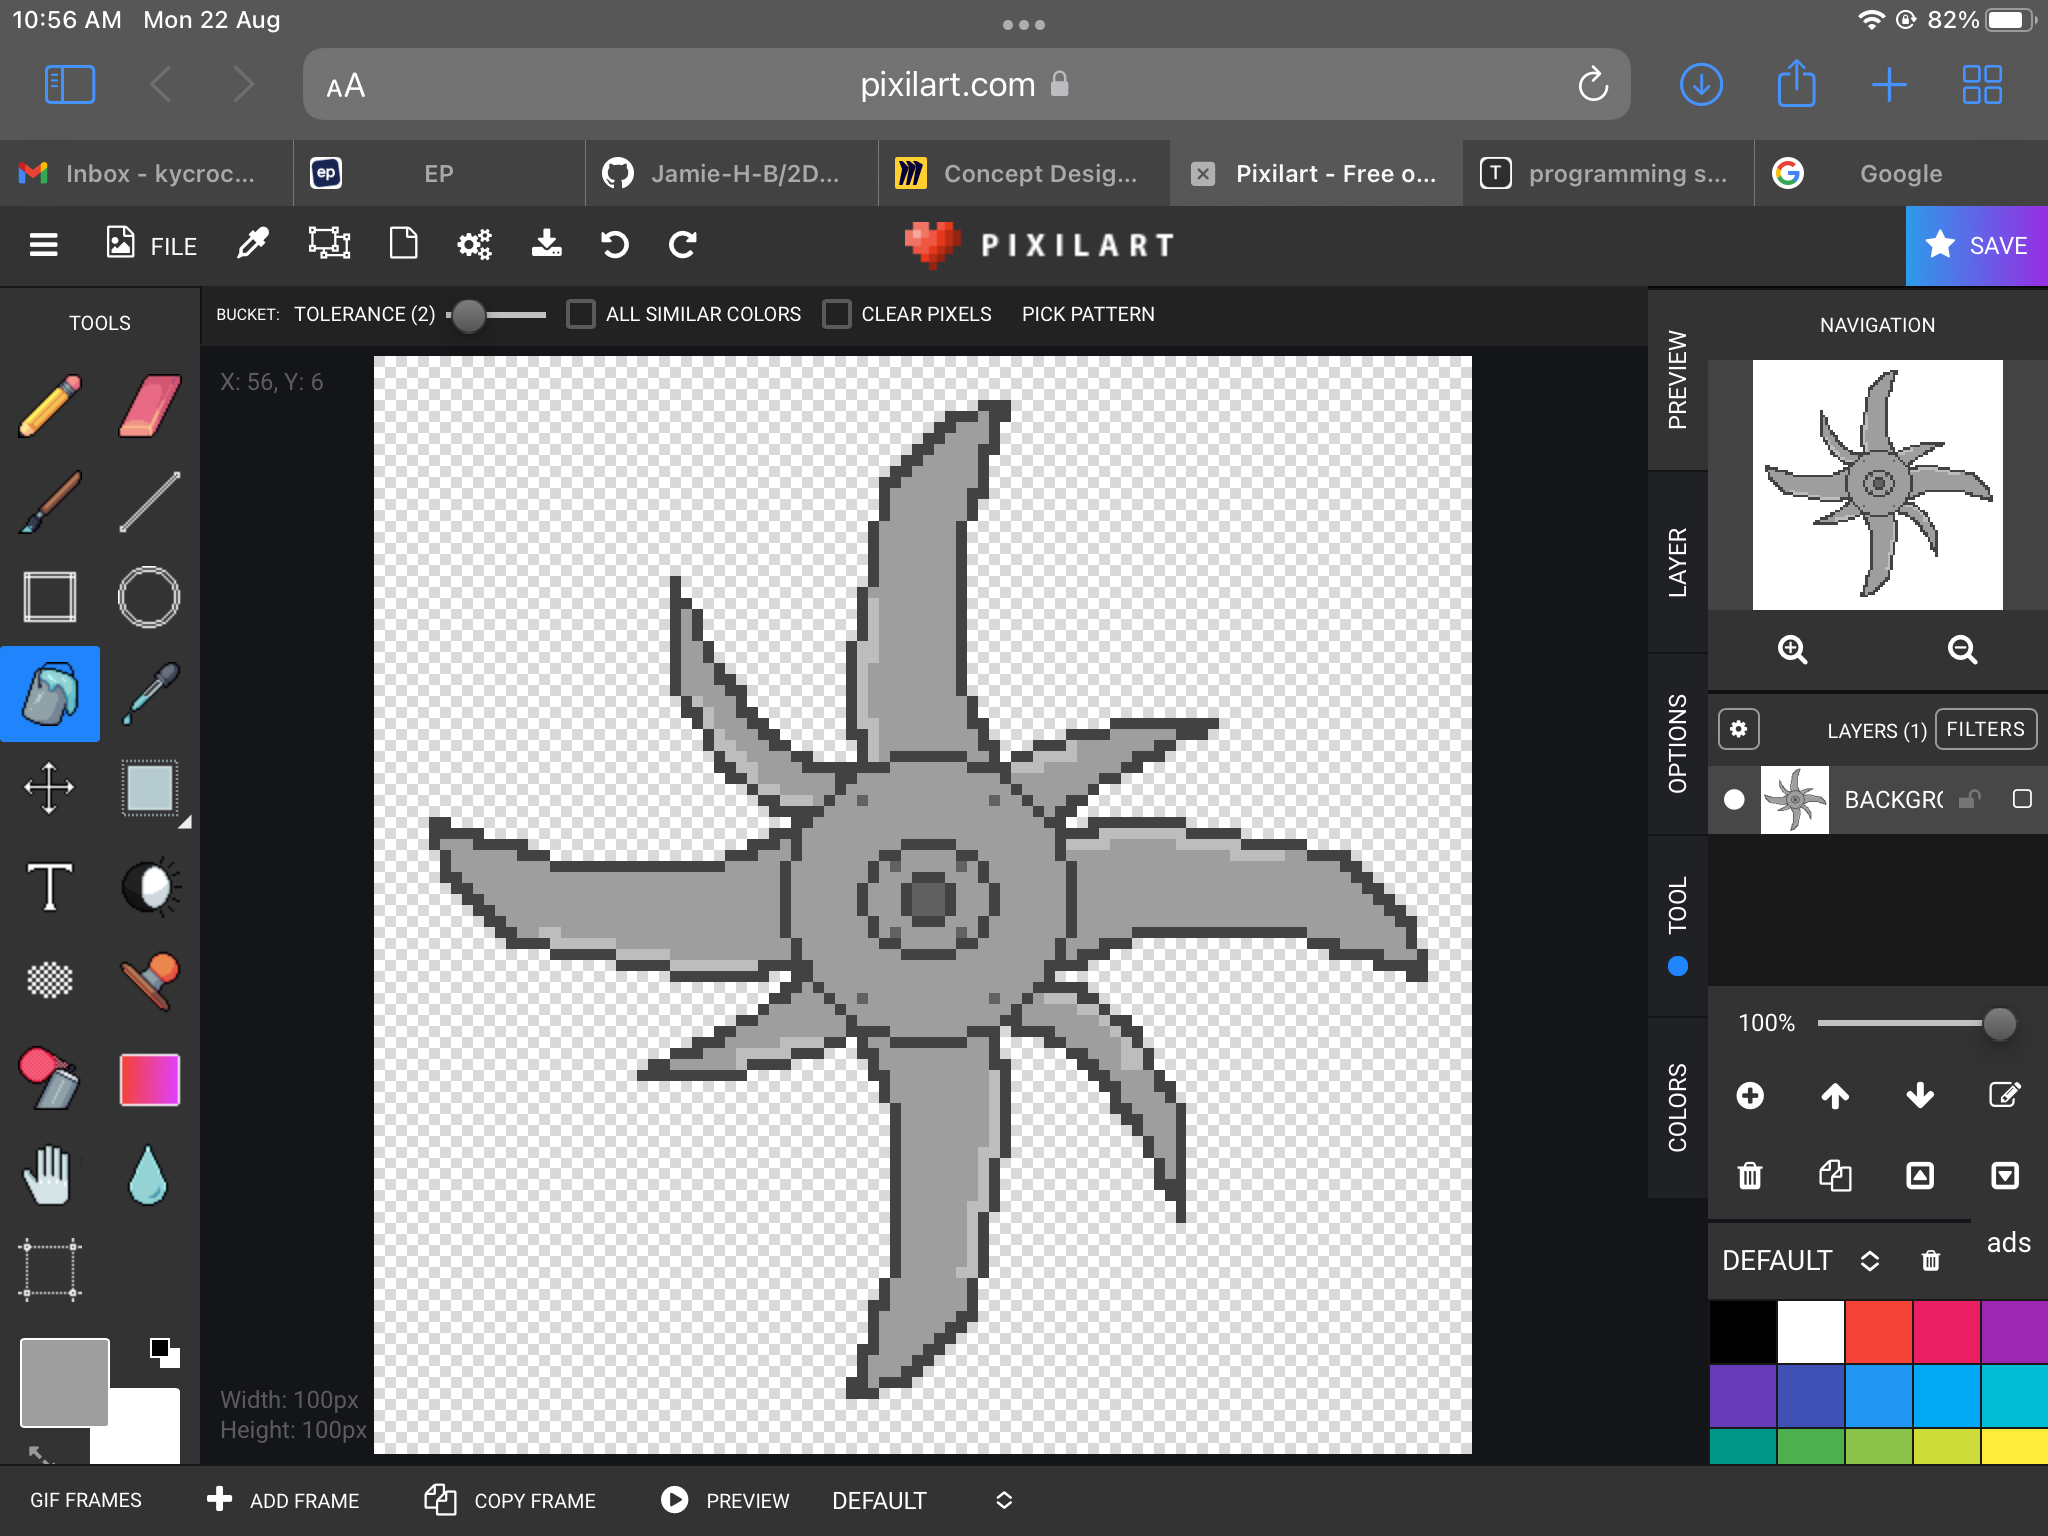 10:56 AM Mon 22 Aug
82%
AA
pixilart.com
Inbox - kycroc...
ep
EP
Jamie-H-B/2D...
Concept Desig...
Pixilart - Free o...
T
programming s...
Google
FILE
PIXILART
SAVE
TOOLS
BUCKET: TOLERANCE (2)
ALL SIMILAR COLORS
CLEAR PIXELS
PICK PATTERN
X: 56, Y: 6
PREVIEW
LAYER
OPTIONS
TOOL
COLORS
NAVIGATION
LAYERS (1)
FILTERS
BACKGR
100%
DEFAULT
ads
T
Width: 100px
Height: 100px
GIF FRAMES
ADD FRAME
COPY FRAME
PREVIEW
DEFAULT